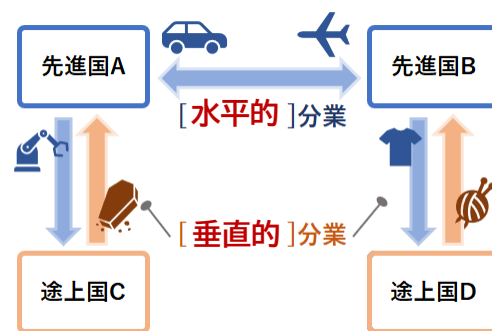 先進国A
先進国B
[ 水平的 ]分業
[ 垂直的 ]分業
途上国C
途上国D